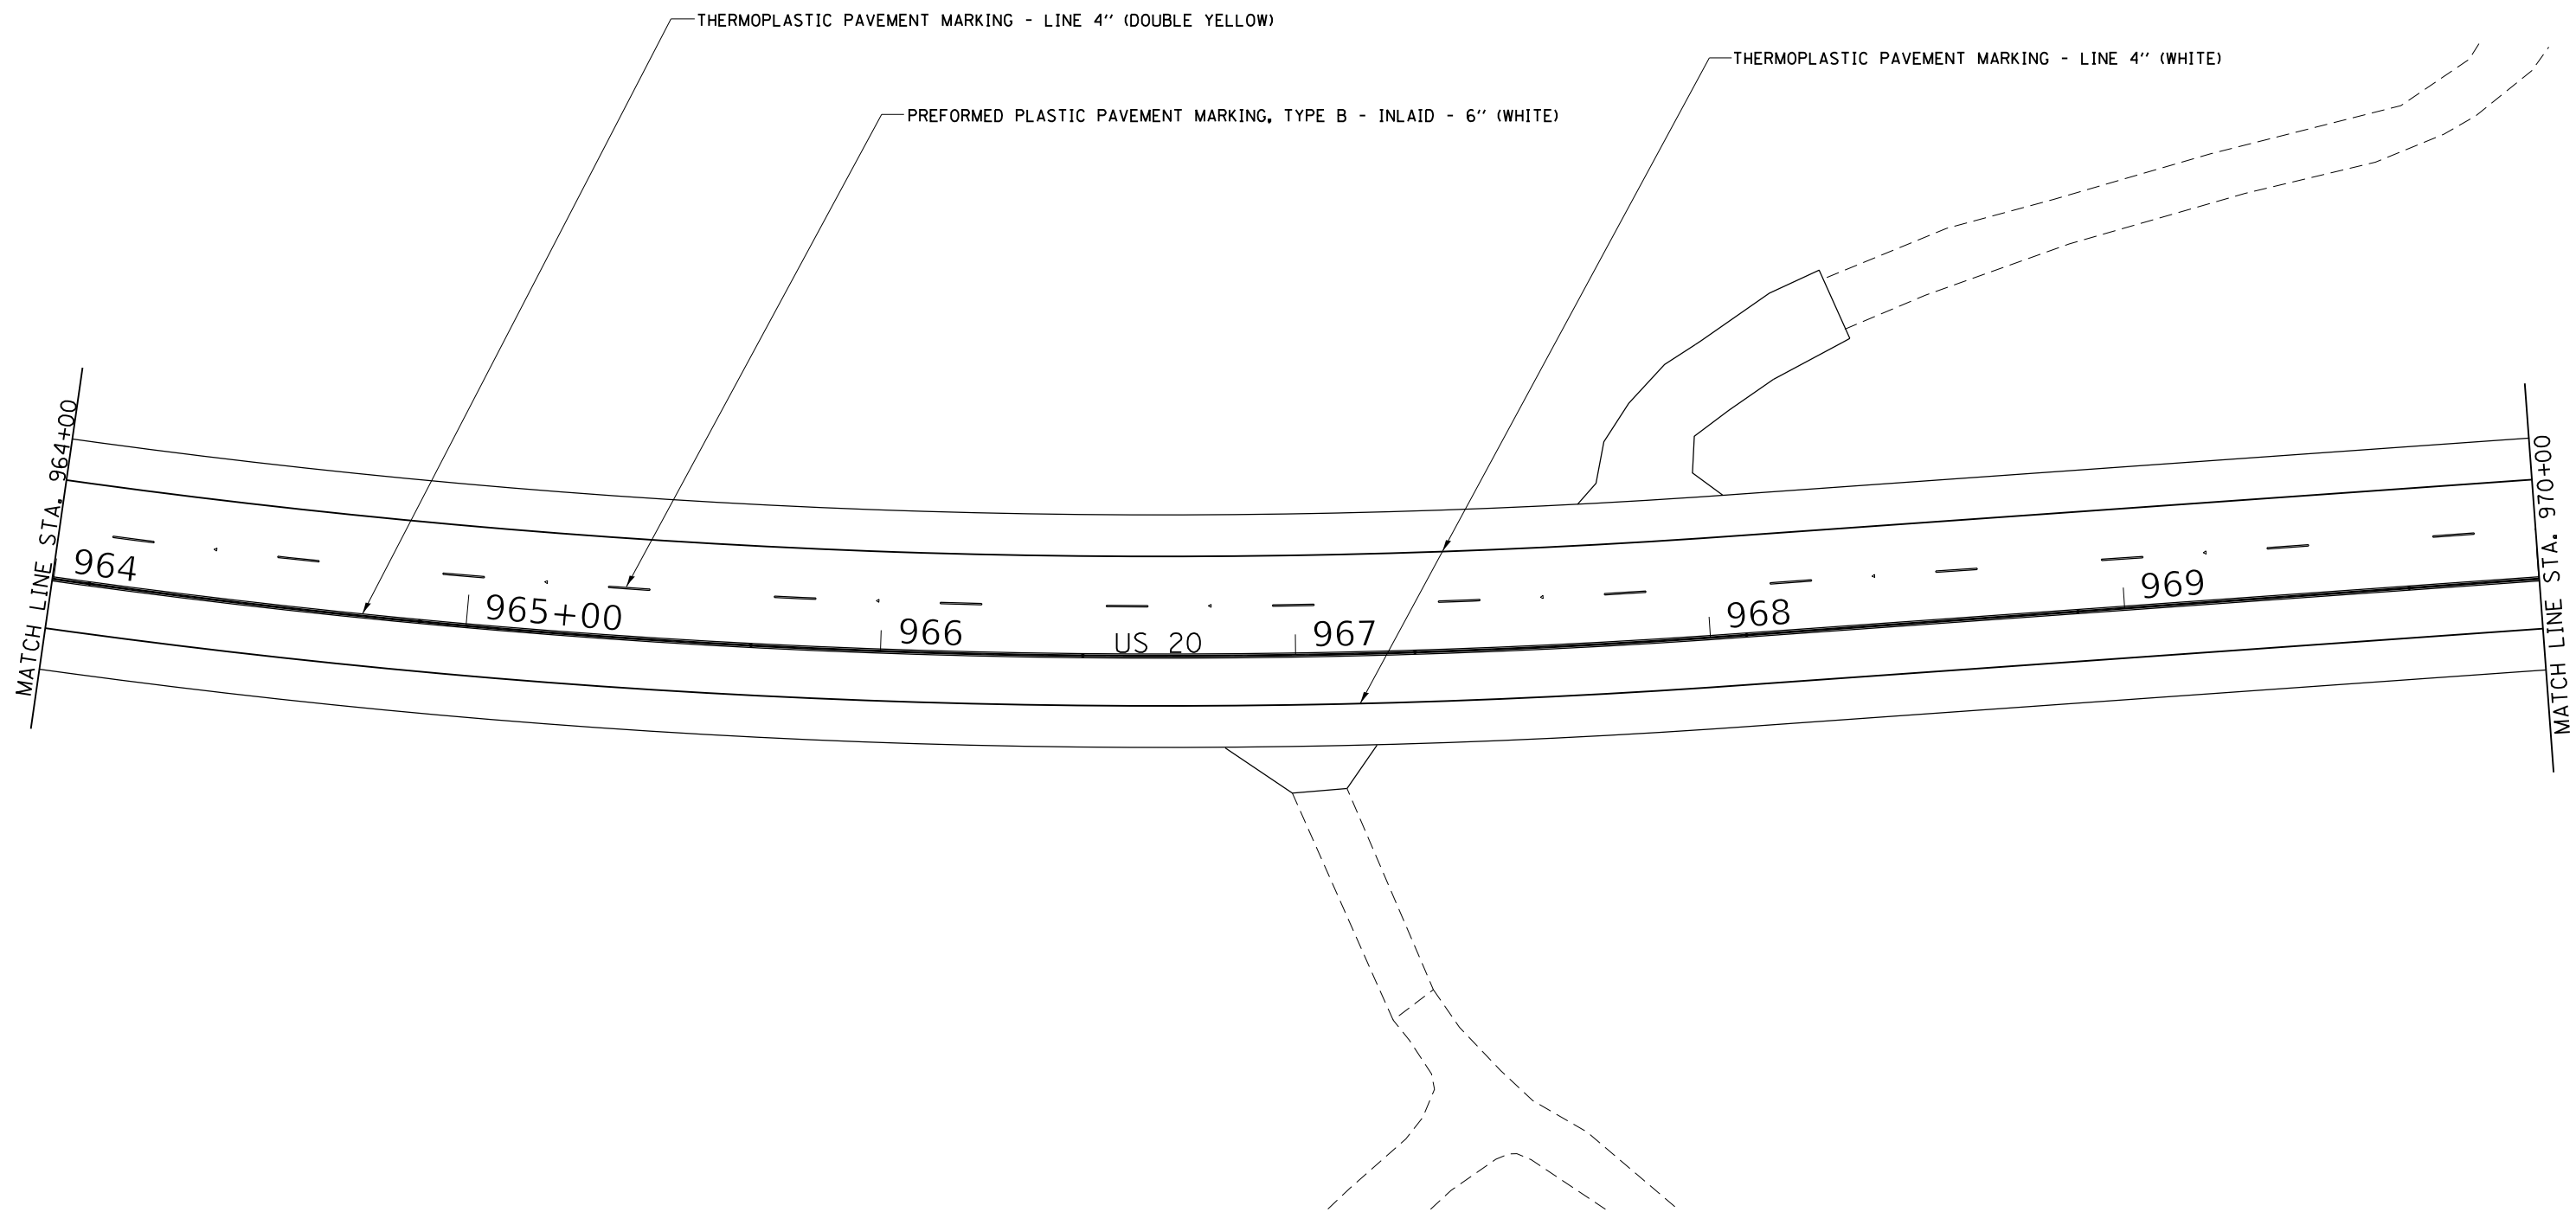 THERMOPLASTIC PAVEMENT MARKING - LINE 4" (DOUBLE YELLOW)
THERMOPLASTIC PAVEMENT MARKING - LINE 4" (WHITE)
PREFORMED PLASTIC PAVEMENT MARKING, TYPE B - INLAID - 6" (WHITE)
MATCH LINE STA. 964+00
964
965+00
966
US 20
967
968
969
MATCH LINE STA. 970+00